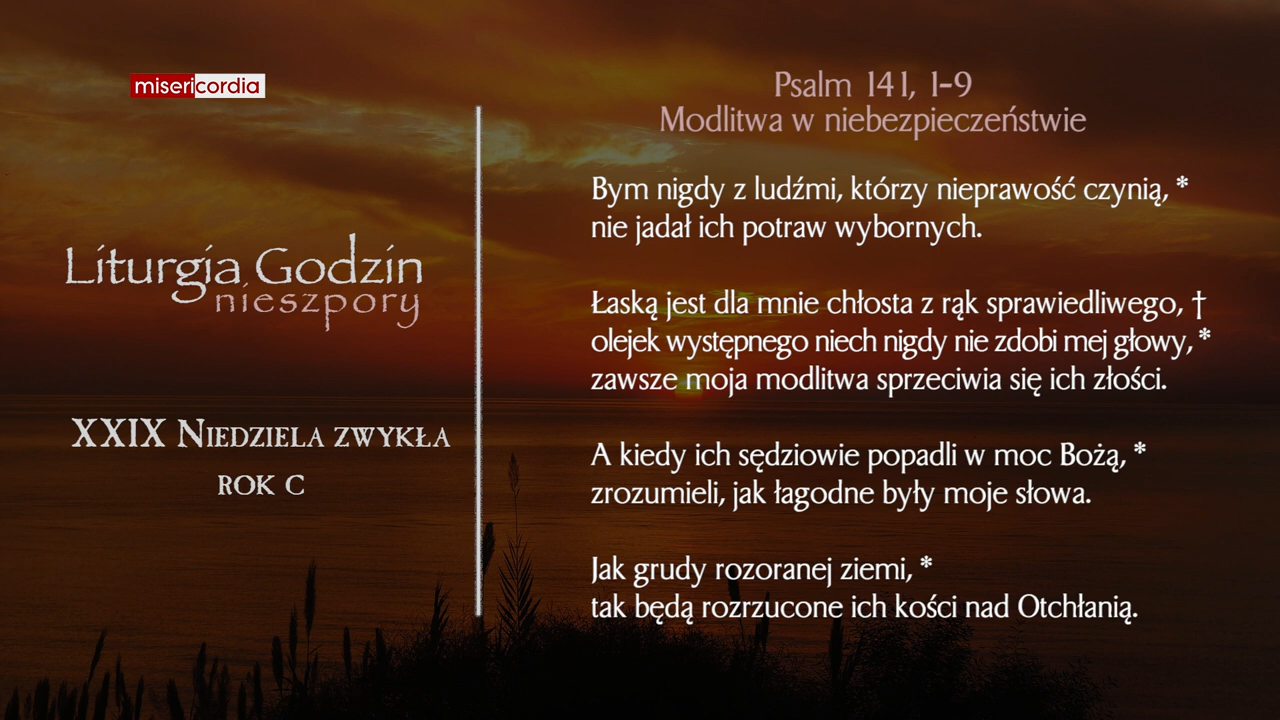 misericordia
Liturgia Godzin
nieszpory
XXIX Niedziela zwykła
rok C
Psalm 141, 1-9
Modlitwa w niebezpieczeństwie
Bym nigdy z ludźmi, którzy nieprawość czynią, *
nie jadał ich potraw wybornych.
Łaską jest dla mnie chłosta z rąk sprawiedliwego, †
olejek występnego niech nigdy nie zdobi mej głowy, *
zawsze moja modlitwa sprzeciwia się ich złości.
A kiedy ich sędziowie popadli w moc Bożą, *
zrozumieli, jak łagodne były moje słowa.
Jak grudy rozoranej ziemi, *
tak będą rozrzucone ich kości nad Otchłanią.